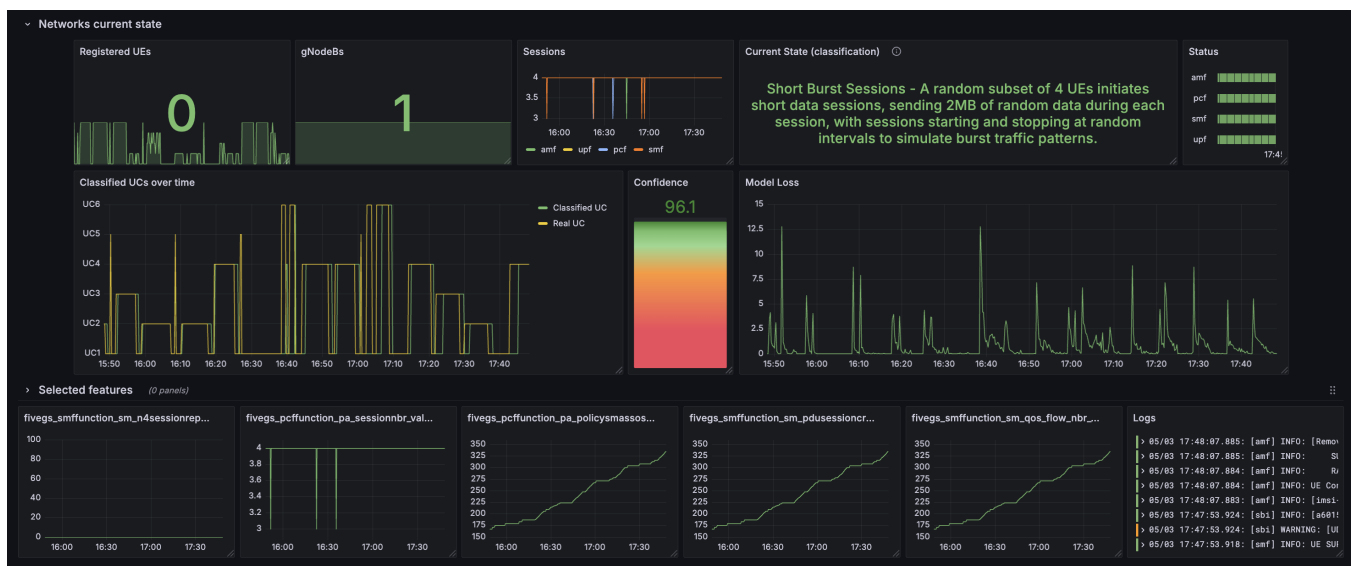 Networks current state
Registered UEs
0
gNodeBs
1
Sessions
4
3.5
3
16:00 16:30 17:00 17:30
amf upf pcf smf
Current State (classification)
Short Burst Sessions - A random subset of 4 UEs initiates
short data sessions, sending 2MB of random data during each
session, with sessions starting and stopping at random
intervals to simulate burst traffic patterns.
Status
amf
pcf
smf
upf
17:4
Classified UCs over time
UC6
UC5
UC4
UC3
UC2
UC1
15:50 16:00 16:10 16:20 16:30 16:40 16:50 17:00 17:10 17:20 17:30 17:40
Classified UC
Real UC
Confidence
96.1
Model Loss
15
12.5
10
7.5
5
2.5
0
15:50 16:00 16:10 16:20 16:30 16:40 16:50 17:00 17:10 17:20 17:30 17:40
Selected features (0 panels)
fivegs_smffunction_sm_n4sessionrep...
100
80
60
40
20
0
16:00 16:30 17:00 17:30
fivegs_pcffunction_pa_sessionnbr_val...
4
3.8
3.6
3.4
3.2
3
16:00 16:30 17:00 17:30
fivegs_pcffunction_pa_policysmassos...
350
325
300
275
250
225
200
175
150
16:00 16:30 17:00 17:30
fivegs_smffunction_sm_pdusessioncr...
350
325
300
275
250
225
200
175
150
16:00 16:30 17:00 17:30
fivegs_smffunction_sm_qos_flow_nbr_...
350
325
300
275
250
225
200
175
150
16:00 16:30 17:00 17:30
Logs
05/03 17:48:07.885: [amf] INFO: [Remov
05/03 17:48:07.885: [amf] INFO: SU
05/03 17:48:07.884: [amf] INFO: RA
05/03 17:48:07.884: [amf] INFO: UE Con
05/03 17:48:07.883: [amf] INFO: [imsi-
05/03 17:47:53.924: [sbi] INFO: [a6015
05/03 17:47:53.924: [sbi] WARNING: [UE
05/03 17:47:53.918: [smf] INFO: UE SUP